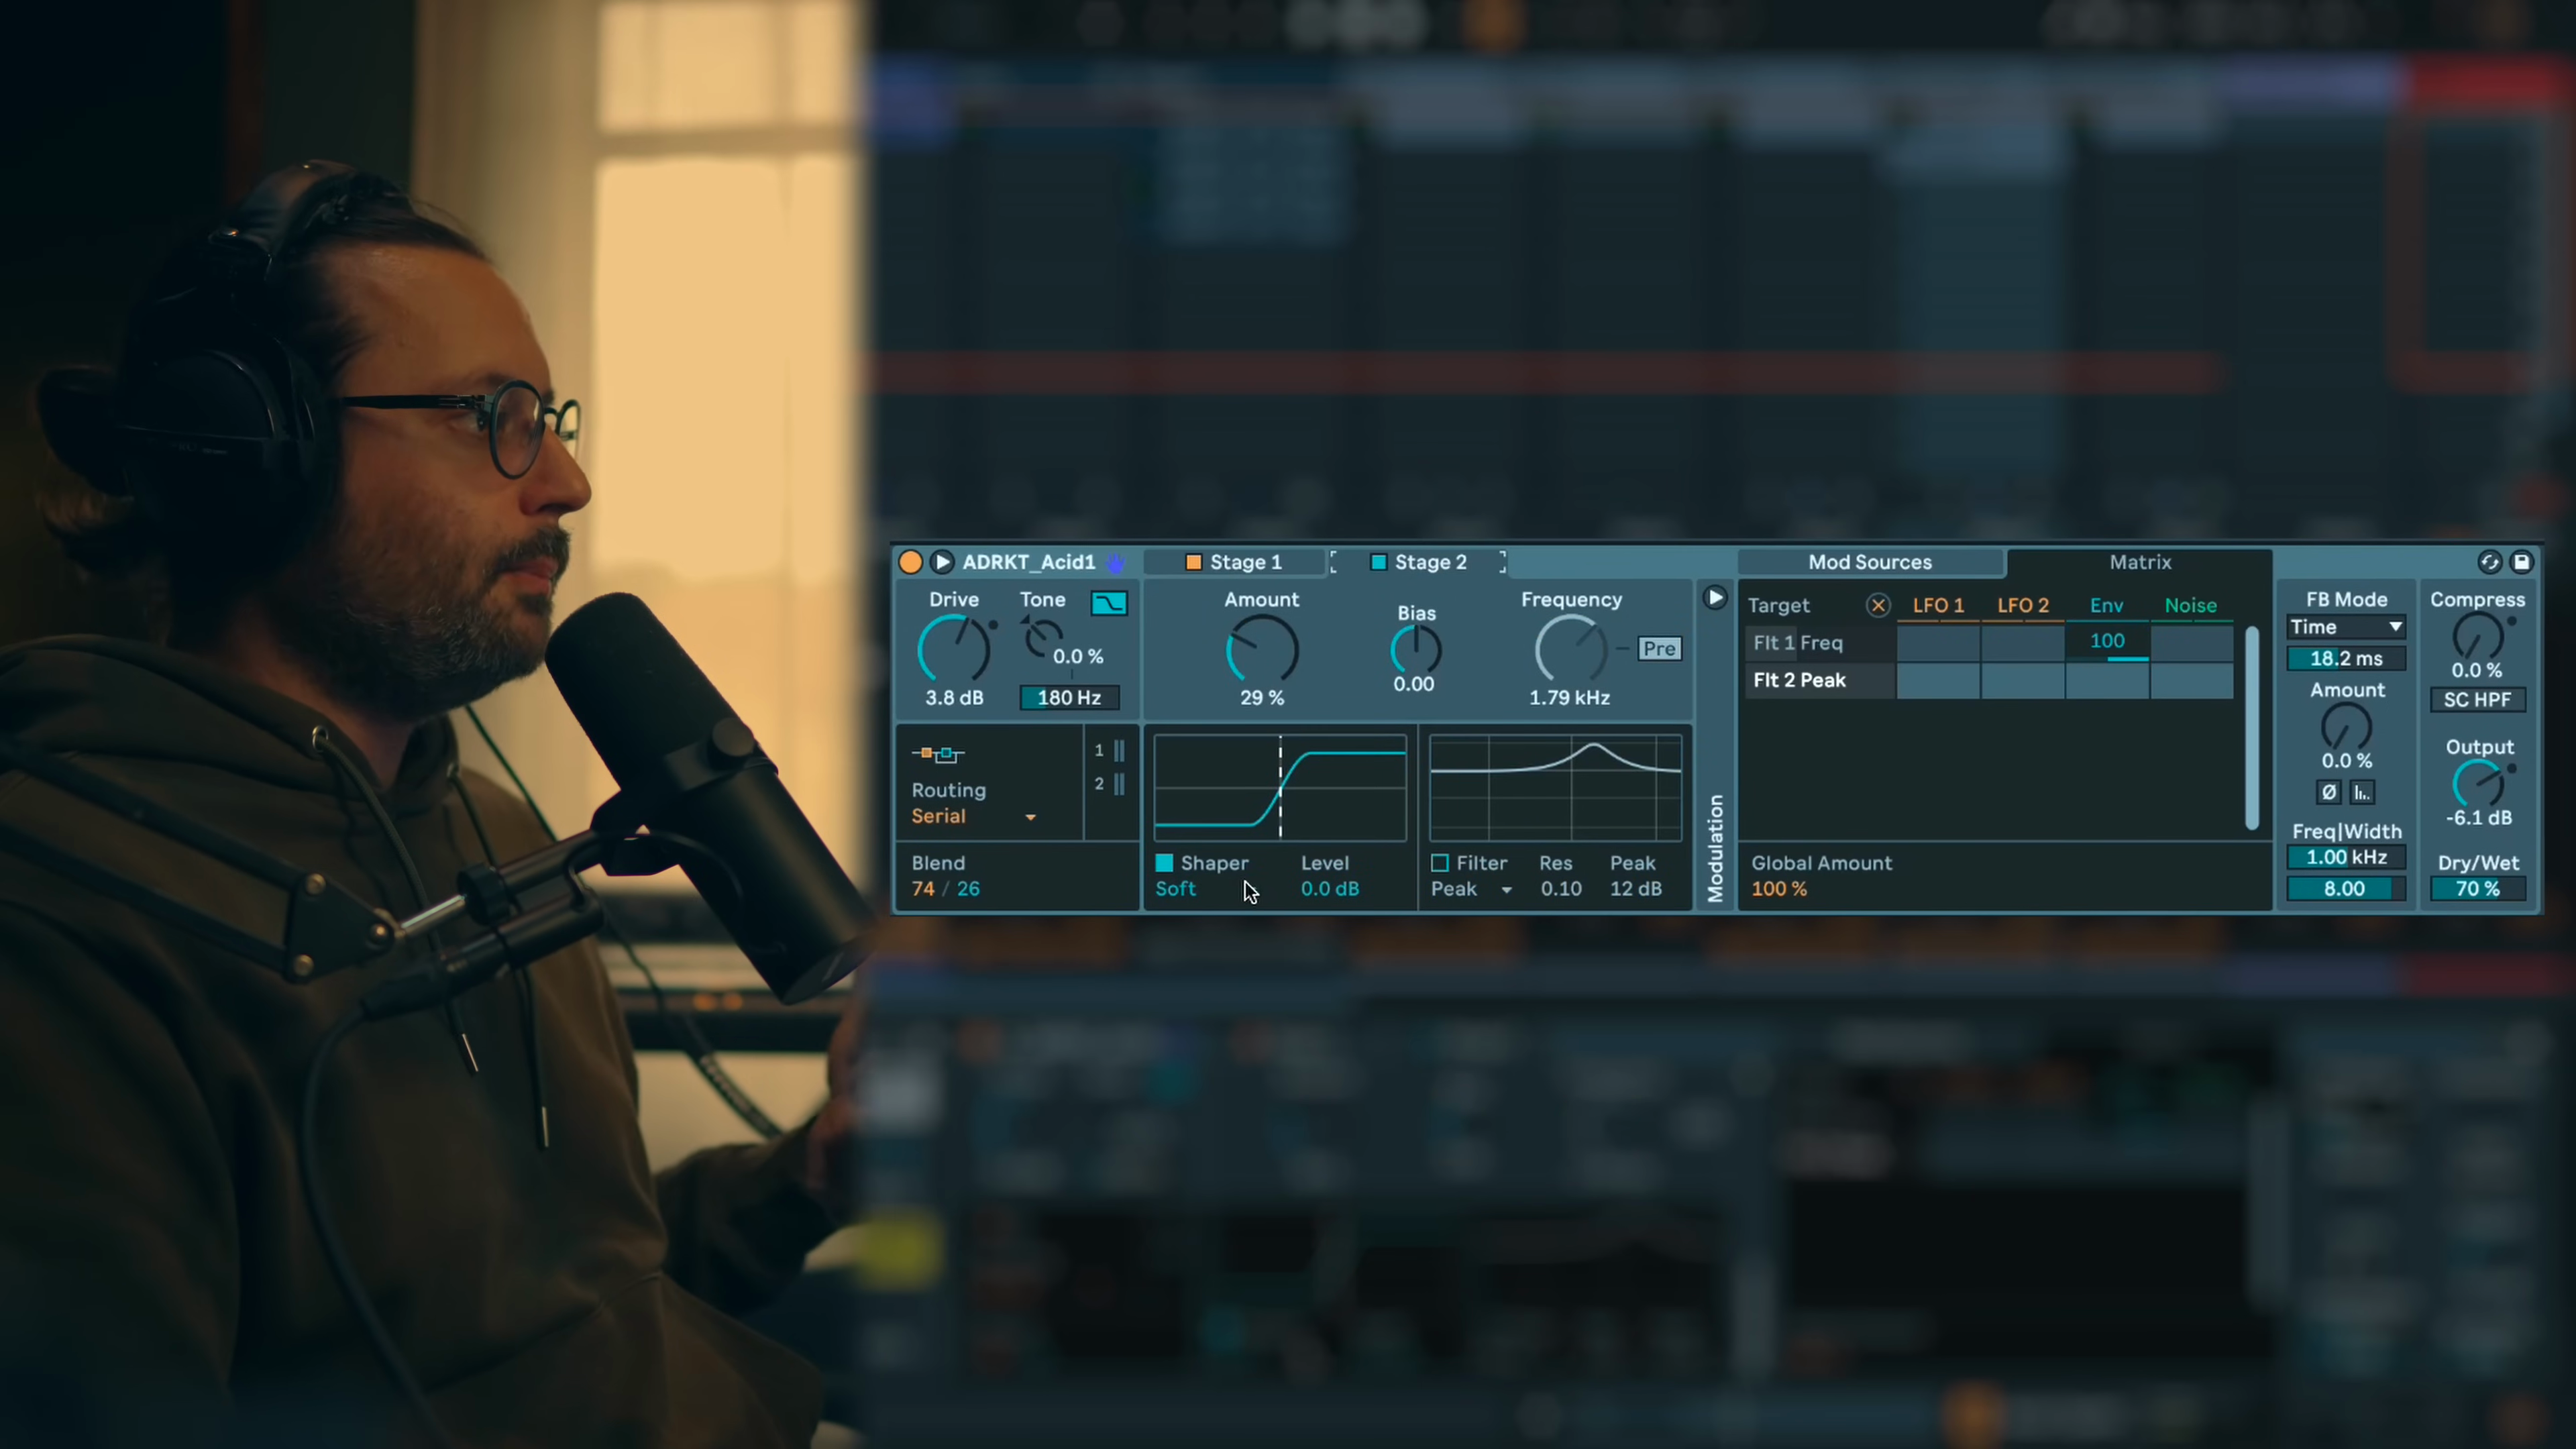 ADRKT_Acid1
Stage 1
Stage 2
Mod Sources
Matrix
Drive
3.8 dB
Tone
0.0 %
180 Hz
Amount
29 %
Bias
0.00
Frequency
1.79 kHz
Pre
Routing
Serial
1
2
Blend
74 / 26
Shaper
Soft
Level
0.0 dB
Filter
Peak
Res
0.10
Peak
12 dB
Modulation
Target LFO 1 LFO 2 Env Noise
Flt 1 Freq 100
Flt 2 Peak
Global Amount
100 %
FB Mode
Time
18.2 ms
Amount
0.0 %
Ø
Freq|Width
1.00 kHz
8.00
Compress
0.0 %
SC HPF
Output
-6.1 dB
Dry/Wet
70 %